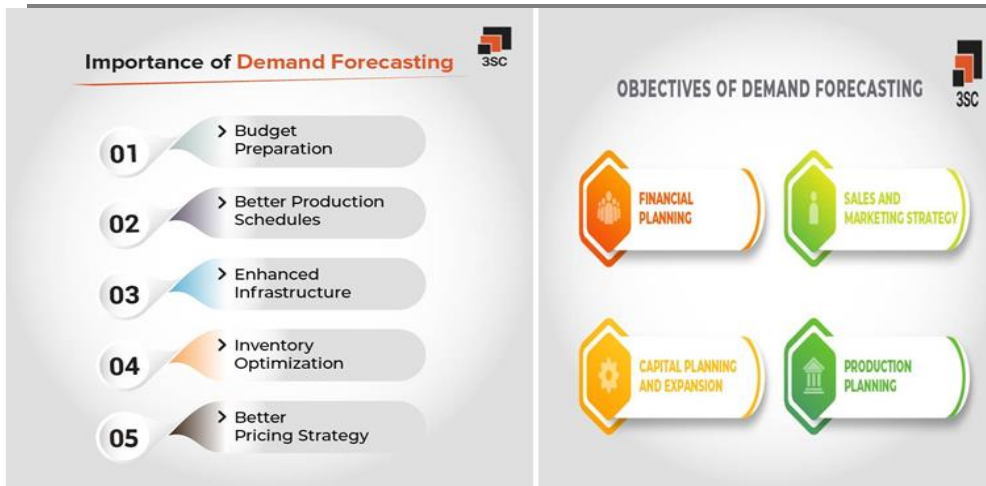 Importance of Demand Forecasting
3SC
01
Budget
Preparation
02
Better Production
Schedules
03
Enhanced
Infrastructure
04
Inventory
Optimization
05
Better
Pricing Strategy
OBJECTIVES OF DEMAND FORECASTING
3SC
FINANCIAL
PLANNING
SALES AND
MARKETING STRATEGY
CAPITAL PLANNING
AND EXPANSION
PRODUCTION
PLANNING